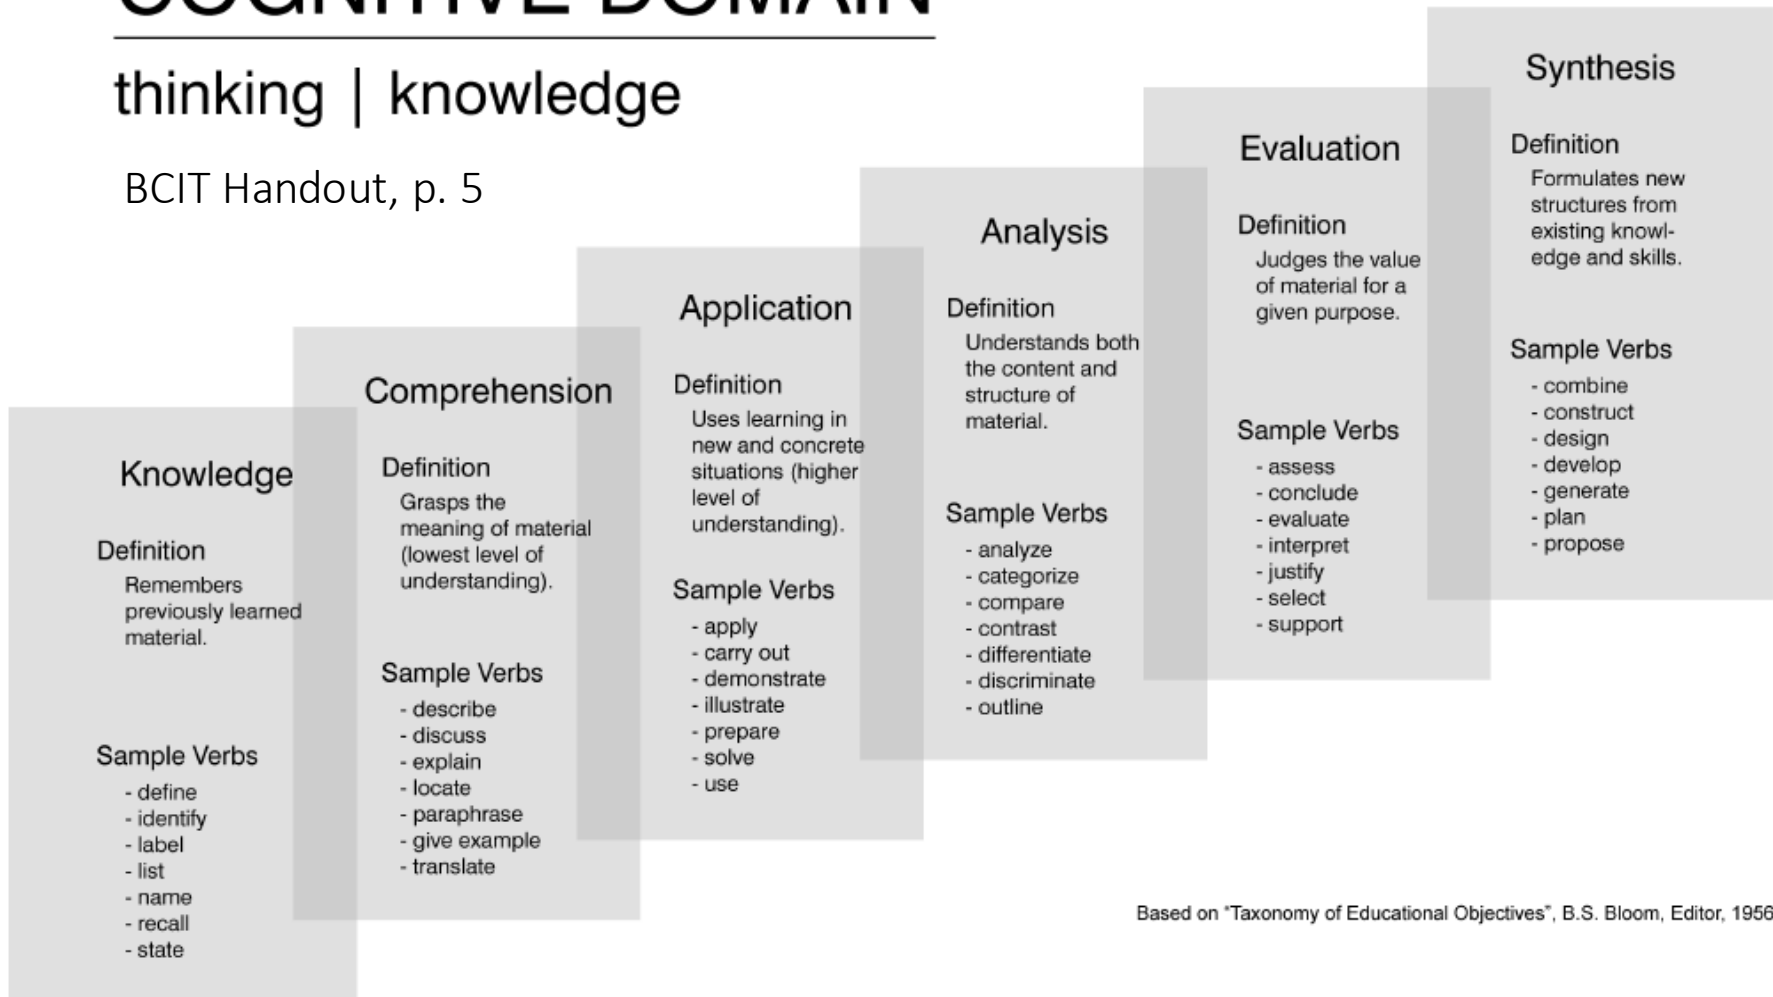 COGNITIVE DOMAIN
thinking | knowledge
BCIT Handout, p. 5
Knowledge
Definition
Remembers
previously learned
material.
Sample Verbs
- define
- identify
- label
- list
- name
- recall
- state
Comprehension
Definition
Grasps the
meaning of material
(lowest level of
understanding).
Sample Verbs
- describe
- discuss
- explain
- locate
- paraphrase
- give example
- translate
Application
Definition
Uses learning in
new and concrete
situations (higher
level of
understanding).
Sample Verbs
- apply
- carry out
- demonstrate
- illustrate
- prepare
- solve
- use
Analysis
Definition
Understands both
the content and
structure of
material.
Sample Verbs
- analyze
- categorize
- compare
- contrast
- differentiate
- discriminate
- outline
Evaluation
Definition
Judges the value
of material for a
given purpose.
Sample Verbs
- assess
- conclude
- evaluate
- interpret
- justify
- select
- support
Synthesis
Definition
Formulates new
structures from
existing knowl-
edge and skills.
Sample Verbs
- combine
- construct
- design
- develop
- generate
- plan
- propose
Based on “Taxonomy of Educational Objectives”, B.S. Bloom, Editor, 1956